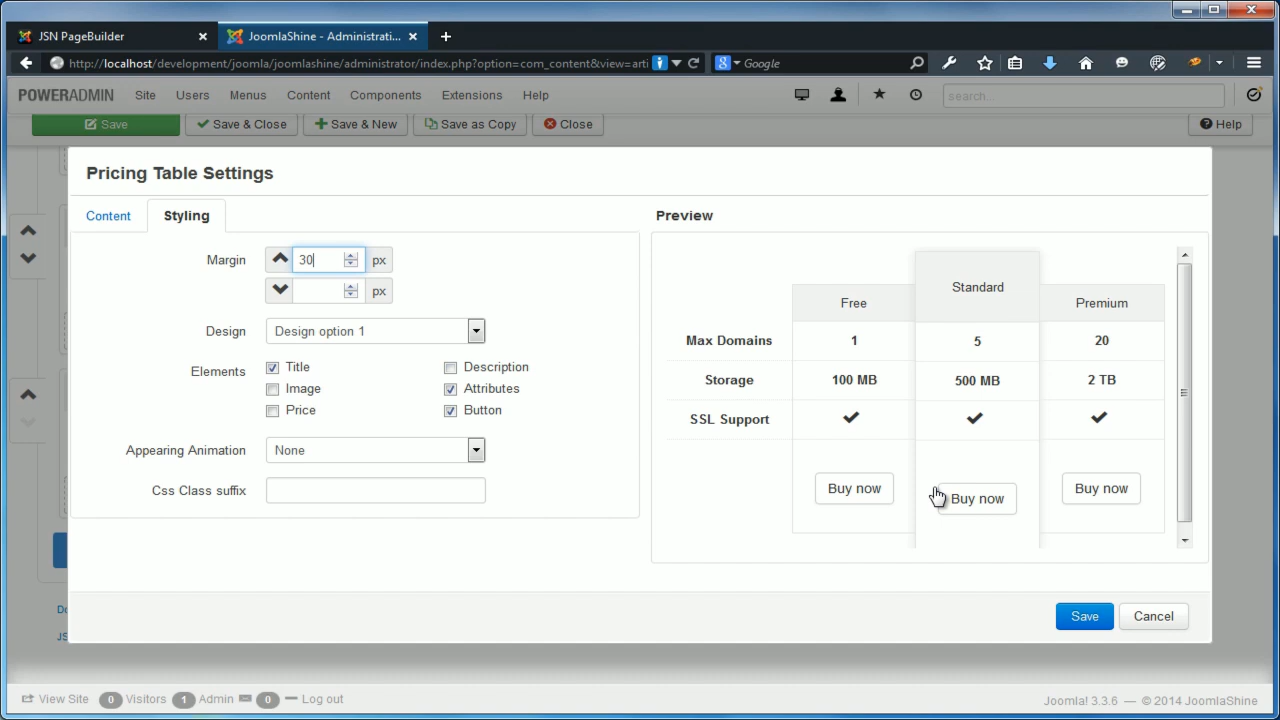 JSN PageBuilder
JoomlaShine - Administrati...
http://localhost/development/joomla/joomlashine/administrator/index.php?option=com_content&view=arti
Google
POWERADMIN Site Users Menus Content Components Extensions Help
search...
Save Save & Close Save & New Save as Copy Close Help
Pricing Table Settings
Content Styling
Margin 30 px
px
Design Design option 1
Elements Title Description
Image Attributes
Price Button
Appearing Animation None
Css Class suffix
Preview
Free Standard Premium
Max Domains 1 5 20
Storage 100 MB 500 MB 2 TB
SSL Support
Buy now Buy now Buy now
Save Cancel
View Site 0 Visitors 1 Admin 0 Log out
Joomla! 3.3.6 — © 2014 JoomlaShine